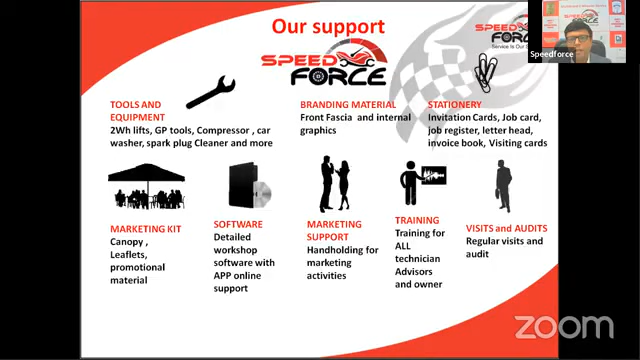 Our support
SPEED
FORCE
SPEED
FORCE
Service Is Our
SPEED
FORCE
Speedforce
TOOLS AND
EQUIPMENT
2Wh lifts, GP tools, Compressor , car
washer, spark plug Cleaner and more
BRANDING MATERIAL
Front Fascia and internal
graphics
STATIONERY
Invitation Cards, Job card,
job register, letter head,
invoice book, Visiting cards
MARKETING KIT
Canopy ,
Leaflets,
promotional
material
SOFTWARE
Detailed
workshop
software with
APP online
support
MARKETING
SUPPORT
Handholding for
marketing
activities
TRAINING
Training for
ALL
technician
Advisors
and owner
VISITS and AUDITS
Regular visits and
audit
zoom